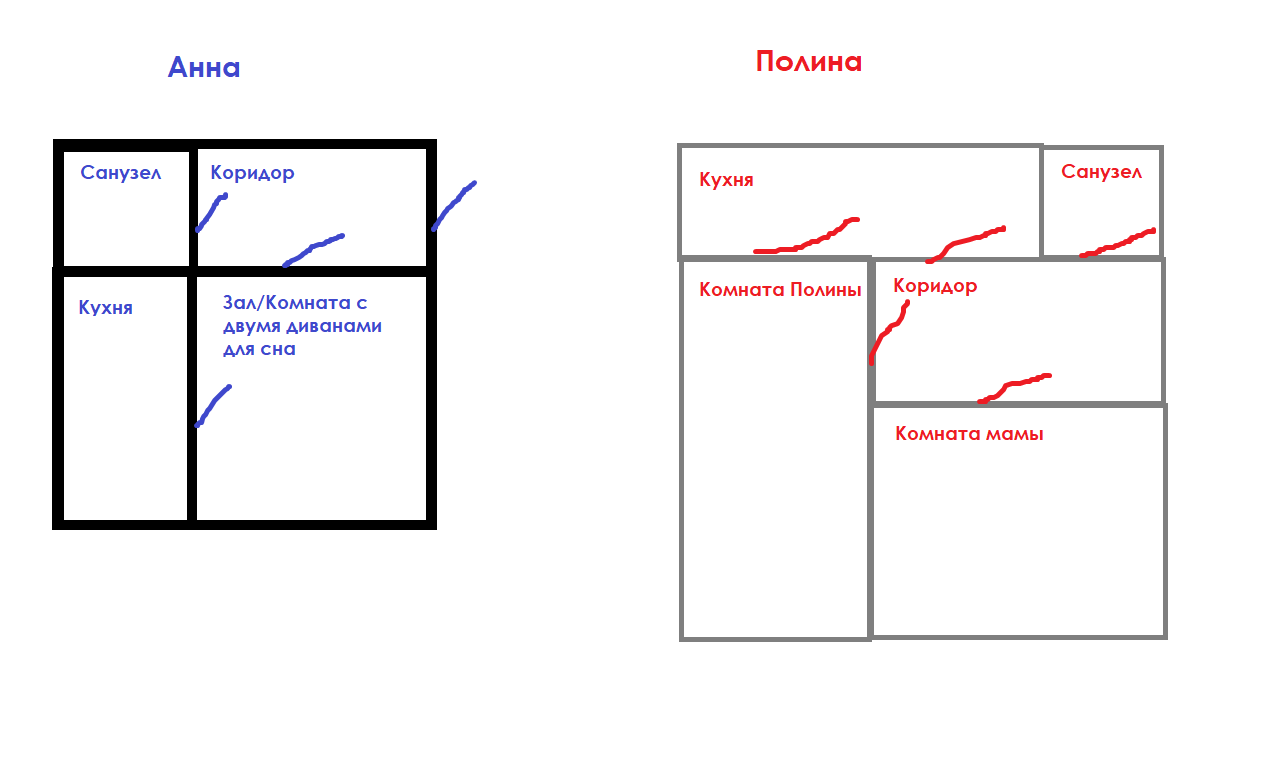 Анна
Санузел
Коридор
Кухня
Зал/Комната с
двумя диванами
для сна
Полина
Кухня
Санузел
Комната Полины
Коридор
Комната мамы